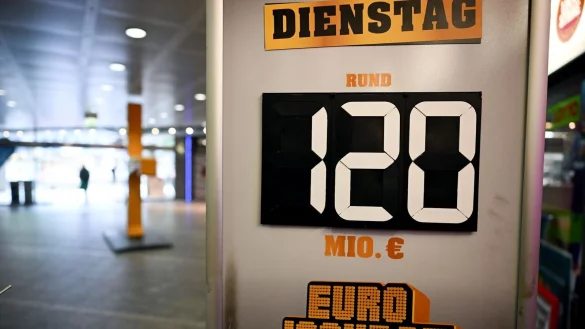 DIENSTAG
RUND
120
MIO. €
EURO